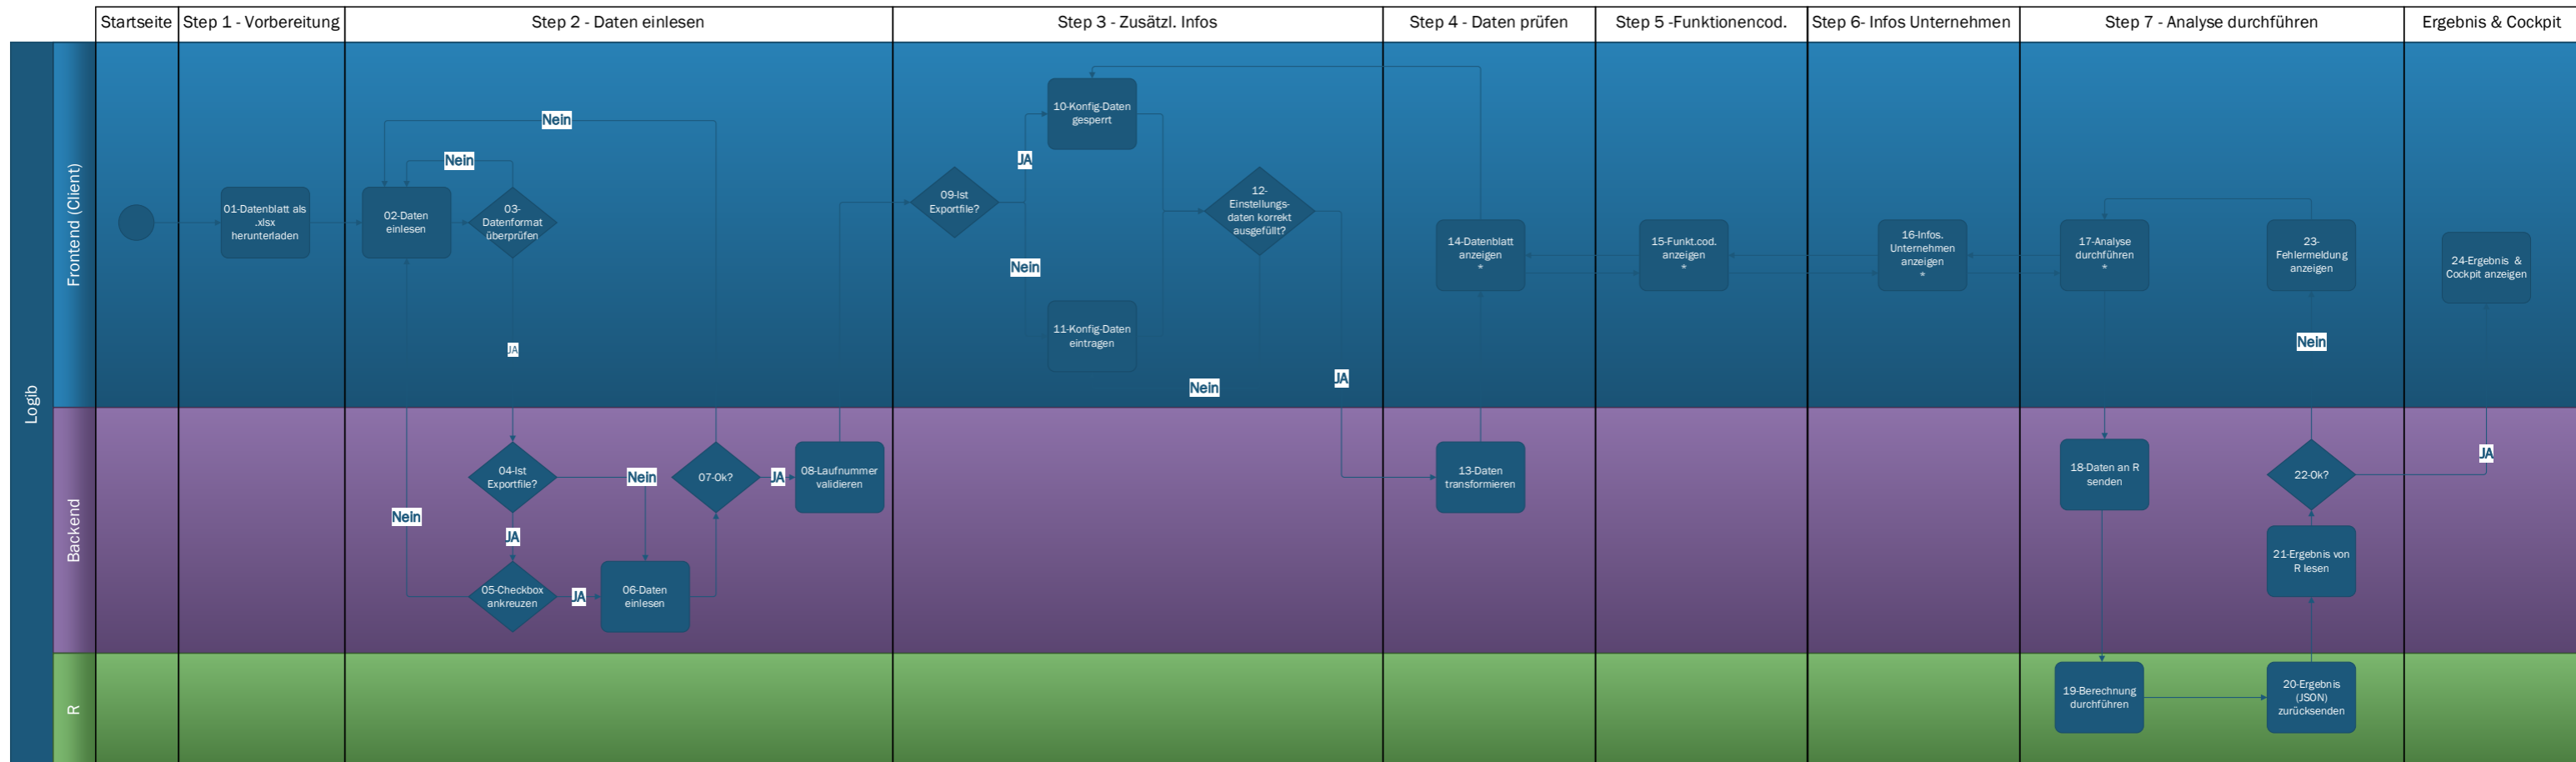 Startseite
Step 1 - Vorbereitung
Step 2 - Daten einlesen
Step 3 - Zusätzl. Infos
Step 4 - Daten prüfen
Step 5 -Funktionencod.
Step 6- Infos Unternehmen
Step 7 - Analyse durchführen
Ergebnis & Cockpit
Logib
Frontend (Client)
01-Datenblatt als
.xlsx
herunterladen
02-Daten
einlesen
03-
Datenformat
überprüfen
Nein
Nein
JA
09-Ist
Exportfile?
JA
Nein
10-Konfig-Daten
gesperrt
11-Konfig-Daten
eintragen
12-
Einstellungs-
daten korrekt
ausgefüllt?
Nein
JA
14-Datenblatt
anzeigen
*
15-Funkt.cod.
anzeigen
*
16-Infos.
Unternehmen
anzeigen
*
17-Analyse
durchführen
*
23-
Fehlermeldung
anzeigen
Nein
24-Ergebnis &
Cockpit anzeigen
Backend
Nein
04-Ist
Exportfile?
Nein
JA
05-Checkbox
ankreuzen
JA
06-Daten
einlesen
07-Ok?
JA
08-Laufnummer
validieren
13-Daten
transformieren
18-Daten an R
senden
22-Ok?
JA
21-Ergebnis von
R lesen
R
19-Berechnung
durchführen
20-Ergebnis
(JSON)
zurücksenden